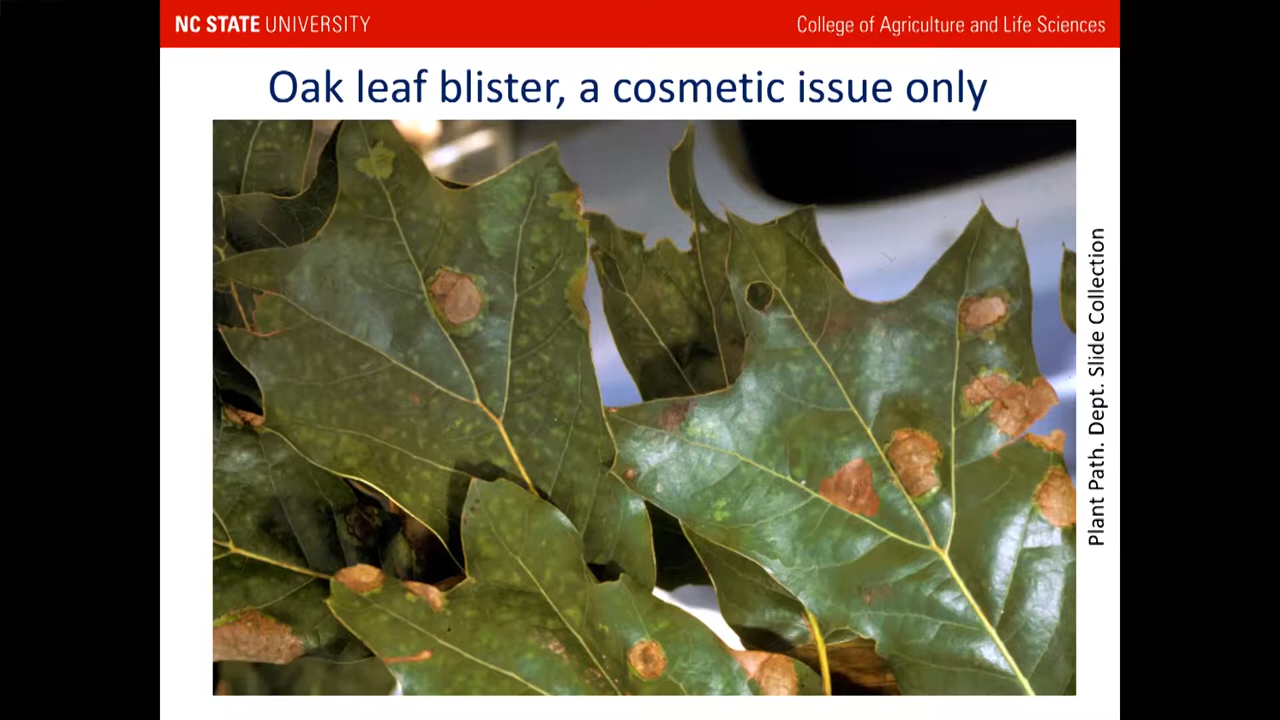 NC STATE UNIVERSITY
College of Agriculture and Life Sciences
Oak leaf blister, a cosmetic issue only
Plant Path. Dept. Slide Collection